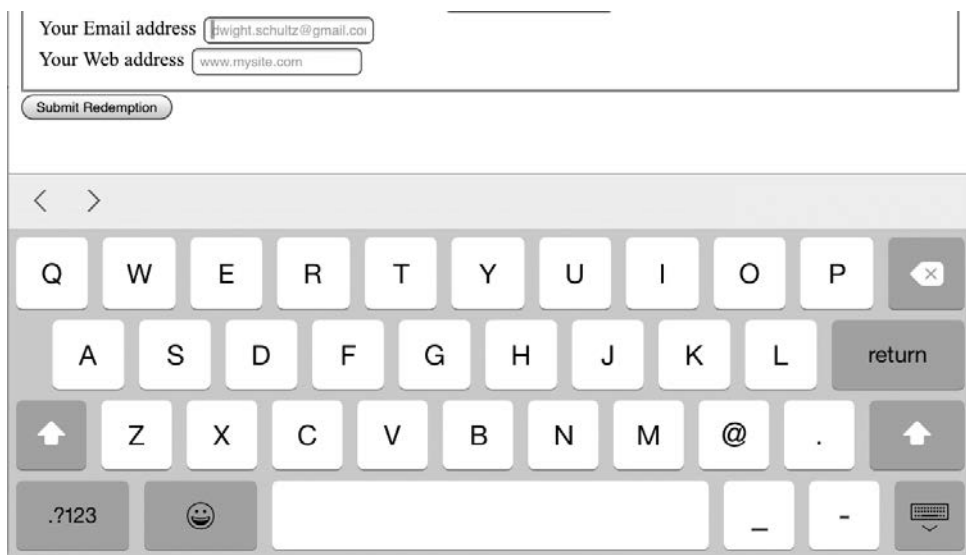 Your Email address dwight.schultz@gmail.co
Your Web address www.mysite.com
Submit Redemption
Q W E R T Y U I O P
A S D F G H J K L return
Z X C V B N M @ .
.?123 _ -